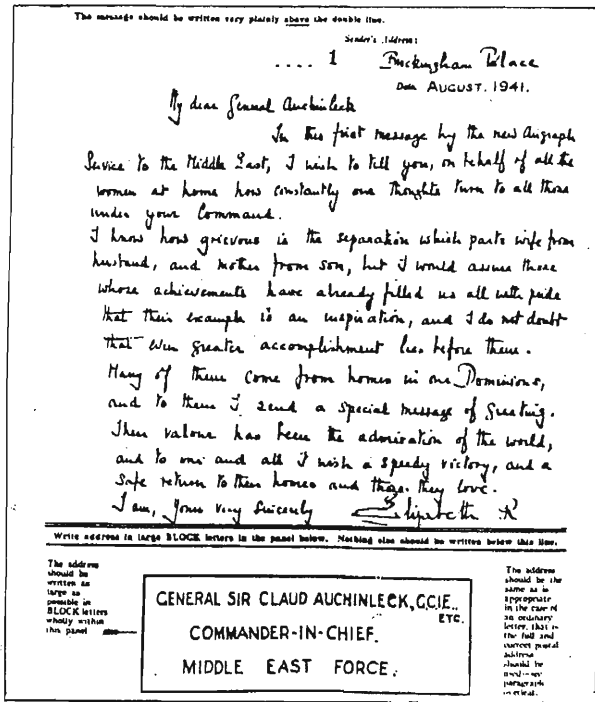 The message should be written very plainly above the double line.
Sender's Address:
.... 1 Buckingham Palace
Date AUGUST, 1941.
My dear General Auchinleck
In this first message by the new Airgraph
Service to the Middle East, I wish to tell you, on behalf of all the
women at home how constantly our thoughts turn to all those
under your Command.
I know how grievous is the separation which parts wife from
husband, and mother from son, but I would assure those
whose achievements have already filled us all with pride
that their example is an inspiration, and I do not doubt
that even greater accomplishment lies before them.
Many of them come from homes in our Dominions,
and to them I send a special message of Greeting.
Their valour has been the admiration of the world,
and to one and all I wish a speedy victory, and a
safe return to their homes and those they love.
I am, Yours very Sincerely Elizabeth R
Write address in large BLOCK letters in the panel below. Nothing else should be written below this line.
The address
should be
written as
large as
possible in
BLOCK letters
wholly within
this panel
GENERAL SIR CLAUD AUCHINLECK, G.C.I.E.,
ETC.
COMMANDER-IN-CHIEF.
MIDDLE EAST FORCE.
The address
should be the
same as is
appropriate
in the case of
an ordinary
letter, that is
the full and
correct postal
address
should be
used—see
paragraph
overleaf.